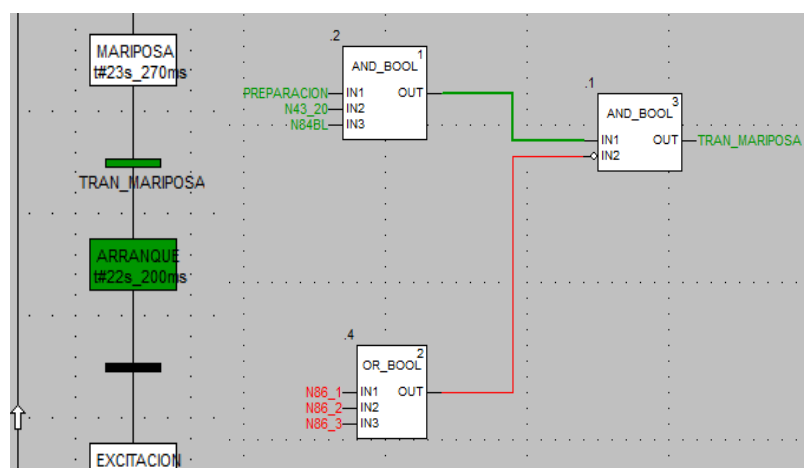 MARIPOSA
t#23s_270ms
TRAN_MARIPOSA
ARRANQUE
t#22s_200ms
EXCITACION
.2
1
AND_BOOL
PREPARACION IN1 OUT
N43_20 IN2
N84BL IN3
.1
AND_BOOL 3
IN1 OUT TRAN_MARIPOSA
IN2
.4
2
OR_BOOL
N86_1 IN1 OUT
N86_2 IN2
N86_3 IN3